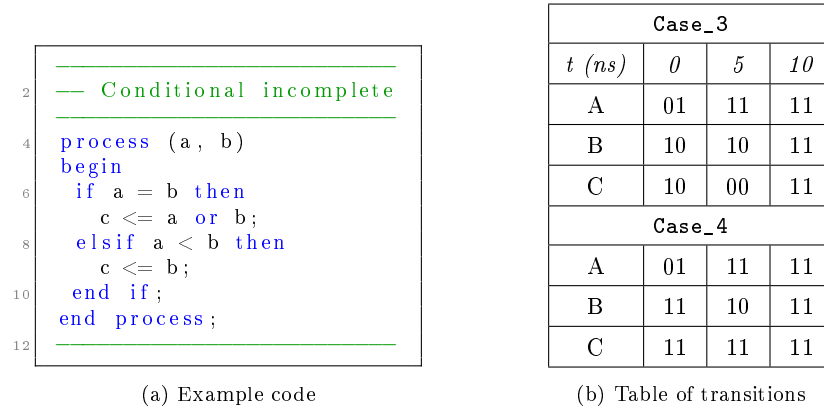 2 -- Conditional incomplete
4 process (a, b)
begin
6 if a = b then
c <= a or b;
8 elsif a < b then
c <= b;
10 end if;
end process;
12
(a) Example code
Case_3
t (ns) 0 5 10
A 01 11 11
B 10 10 11
C 10 00 11
Case_4
A 01 11 11
B 11 10 11
C 11 11 11
(b) Table of transitions